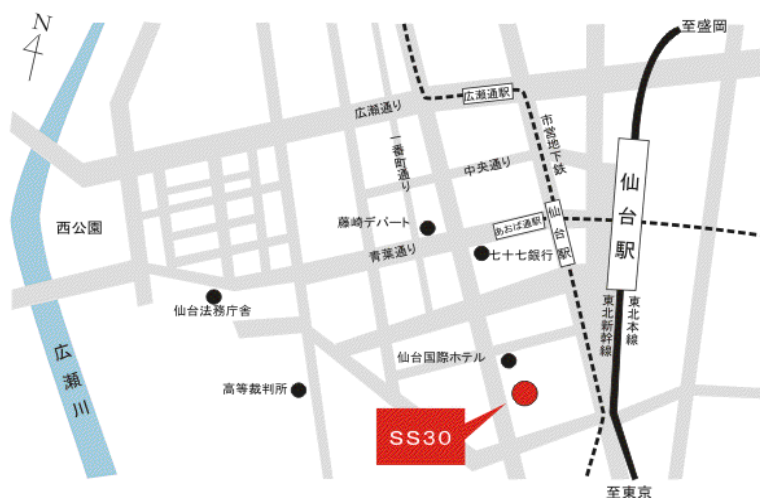 N
至盛岡
広瀬通駅
広瀬通り
市営地下鉄
一番町通り
中央通り
仙台駅
西公園
藤崎デパート
あおば通駅
仙台駅
青葉通り
七十七銀行
仙台法務庁舎
東北新幹線
東北本線
広瀬川
仙台国際ホテル
高等裁判所
SS30
至東京